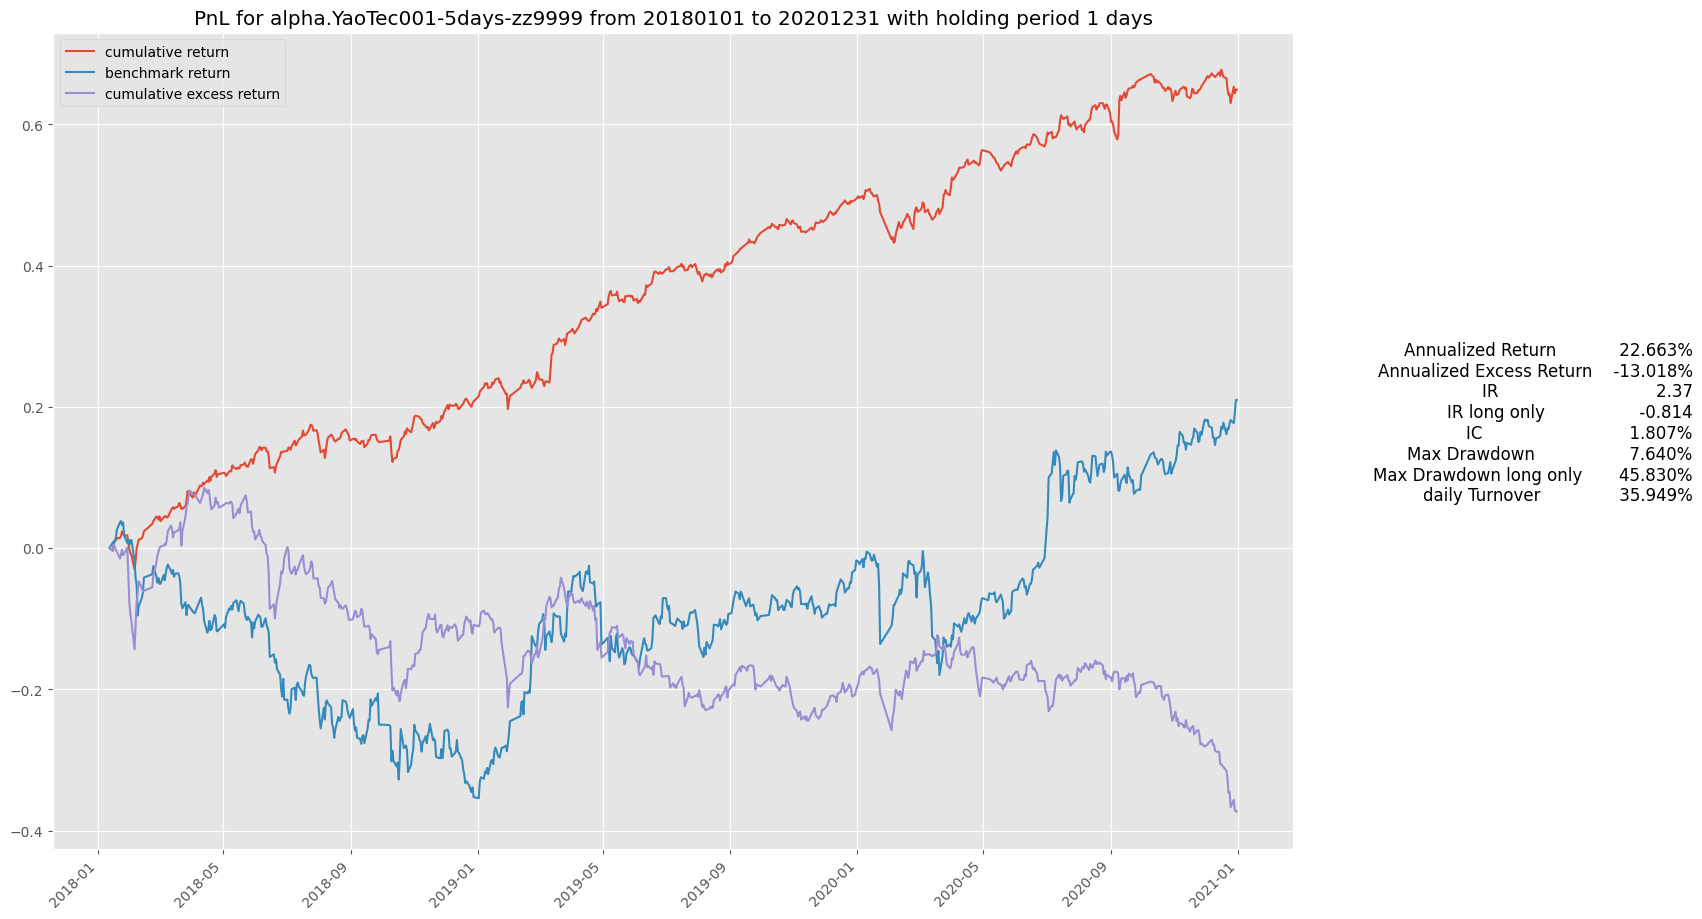 PnL for alpha.YaoTec001-5days-zz9999 from 20180101 to 20201231 with holding period 1 days
cumulative return
benchmark return
cumulative excess return
0.6
0.4
0.2
0.0
−0.2
−0.4
2018-01
2018-05
2018-09
2019-01
2019-05
2019-09
2020-01
2020-05
2020-09
2021-01
Annualized Return 22.663%
Annualized Excess Return -13.018%
IR 2.37
IR long only -0.814
IC 1.807%
Max Drawdown 7.640%
Max Drawdown long only 45.830%
daily Turnover 35.949%